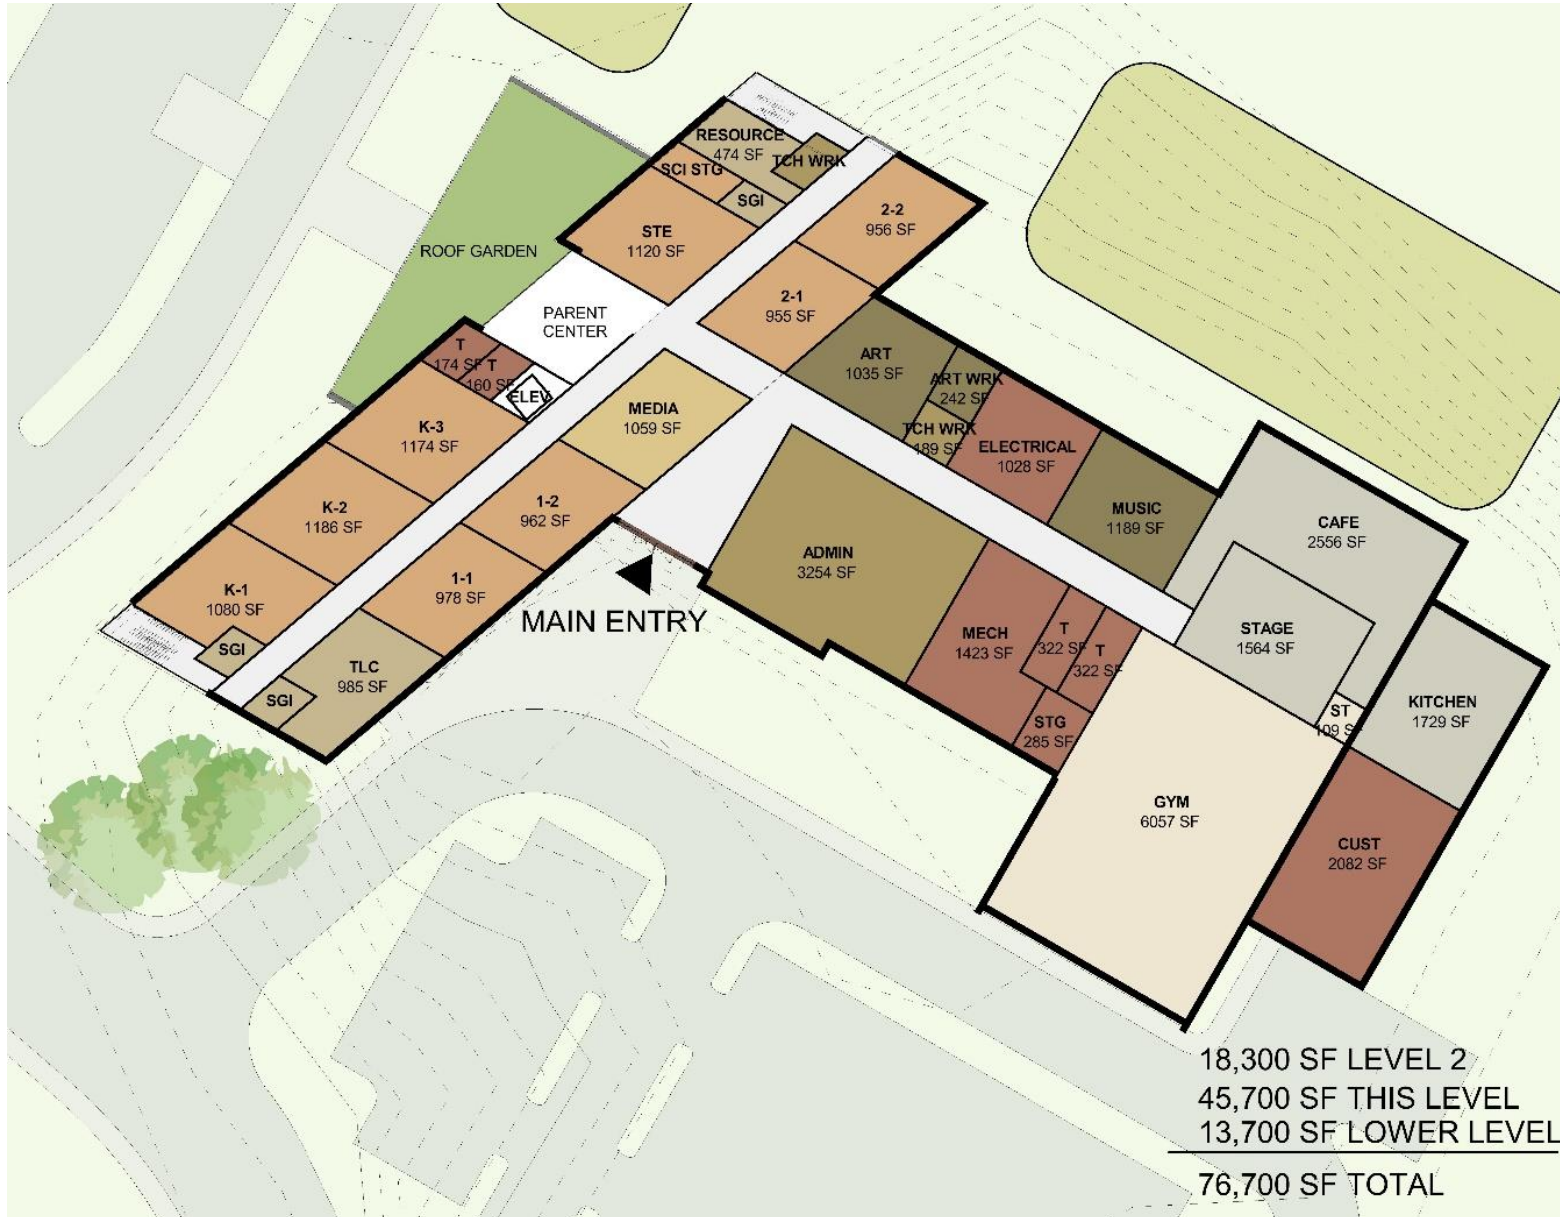 RESOURCE
474 SF
TCH WRK
SCI STG
SGI
2-2
956 SF
STE
1120 SF
ROOF GARDEN
2-1
955 SF
PARENT
CENTER
T
174 SF
T
160 SF
ELEV
ART
1035 SF
ART WRK
242 SF
MEDIA
1059 SF
K-3
1174 SF
TCH WRK
189 SF
ELECTRICAL
1028 SF
K-2
1186 SF
1-2
962 SF
MUSIC
1189 SF
CAFE
2556 SF
ADMIN
3254 SF
K-1
1080 SF
1-1
978 SF
MAIN ENTRY
MECH
1423 SF
T
322 SF
T
322 SF
STAGE
1564 SF
SGI
TLC
985 SF
SGI
STG
285 SF
ST
109 SF
KITCHEN
1729 SF
GYM
6057 SF
CUST
2082 SF
18,300 SF LEVEL 2
45,700 SF THIS LEVEL
13,700 SF LOWER LEVEL
76,700 SF TOTAL